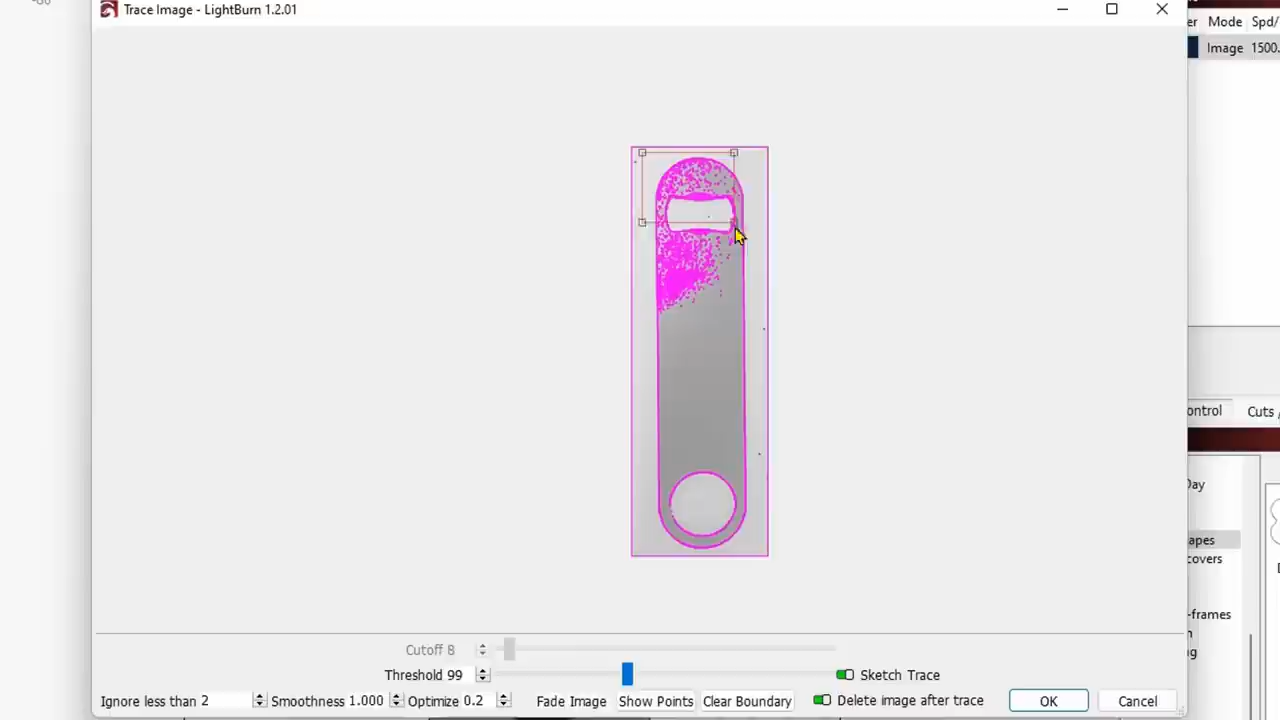 Trace Image - LightBurn 1.2.01
er Mode Spd/
Image 1500.
ontrol Cuts /
Day
apes
covers
-frames
n
ng
Cutoff 8
Threshold 99
Sketch Trace
Ignore less than 2
Smoothness 1.000
Optimize 0.2
Fade Image
Show Points
Clear Boundary
Delete image after trace
OK
Cancel